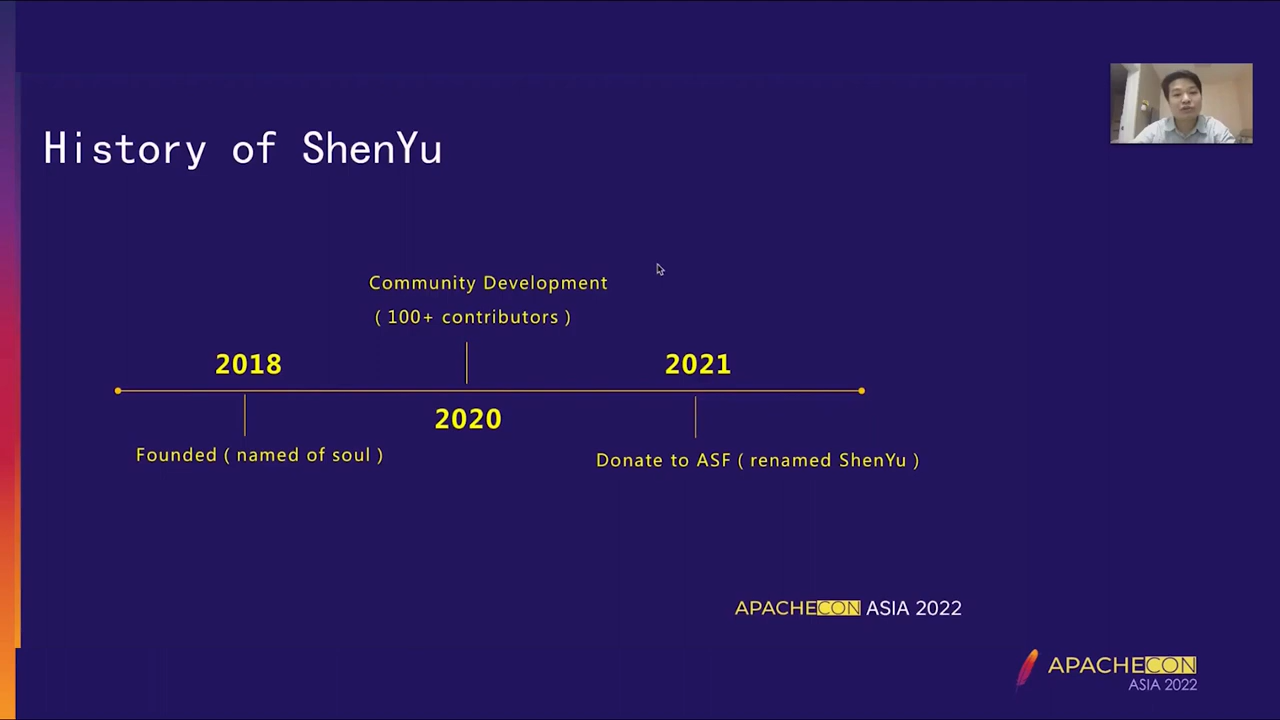 History of ShenYu
Community Development
( 100+ contributors )
2018
2021
2020
Founded ( named of soul )
Donate to ASF ( renamed ShenYu )
APACHECON ASIA 2022
APACHECON
ASIA 2022